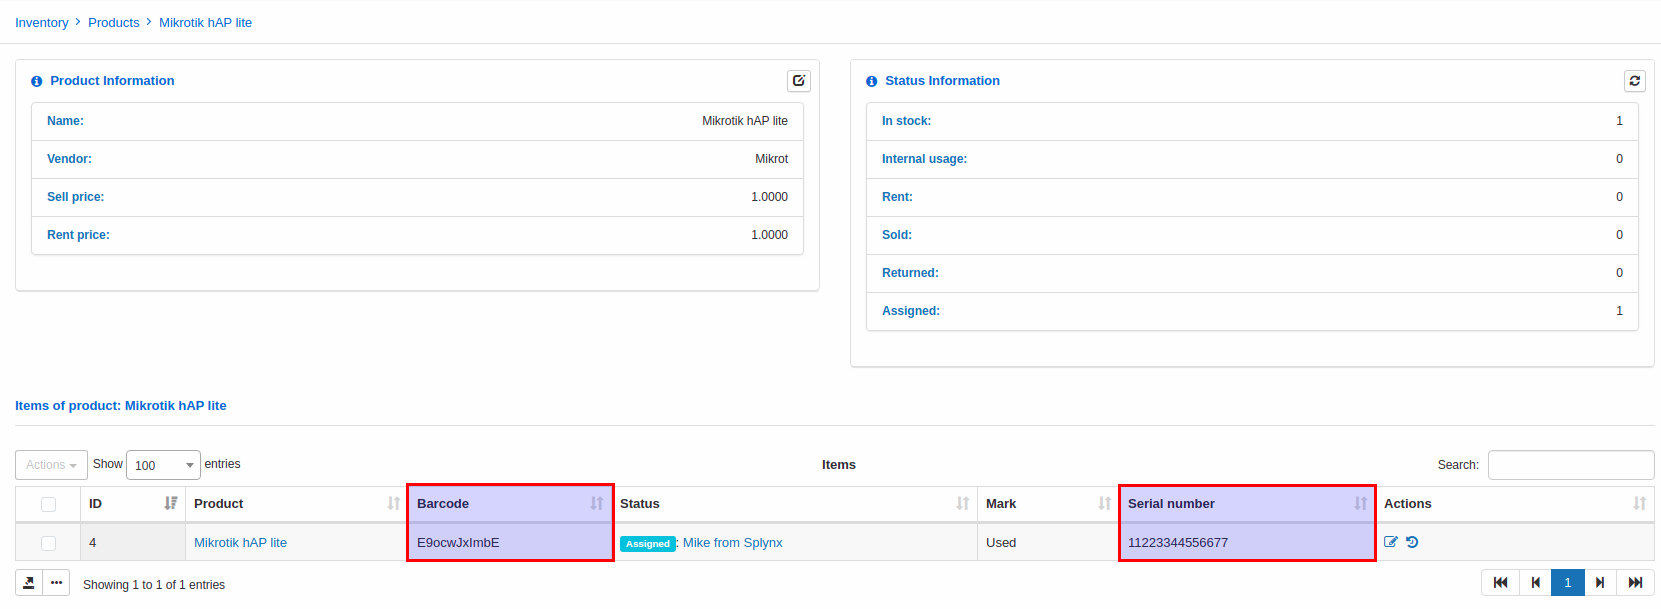 Inventory > Products > Mikrotik hAP lite
Product Information
Name: Mikrotik hAP lite
Vendor: Mikrot
Sell price: 1.0000
Rent price: 1.0000
Status Information
In stock: 1
Internal usage: 0
Rent: 0
Sold: 0
Returned: 0
Assigned: 1
Items of product: Mikrotik hAP lite
Actions Show 100 entries Items Search:
ID Product Barcode Status Mark Serial number Actions
4 Mikrotik hAP lite E9ocwJxImbE Assigned: Mike from Splynx Used 11223344556677
Showing 1 to 1 of 1 entries 1